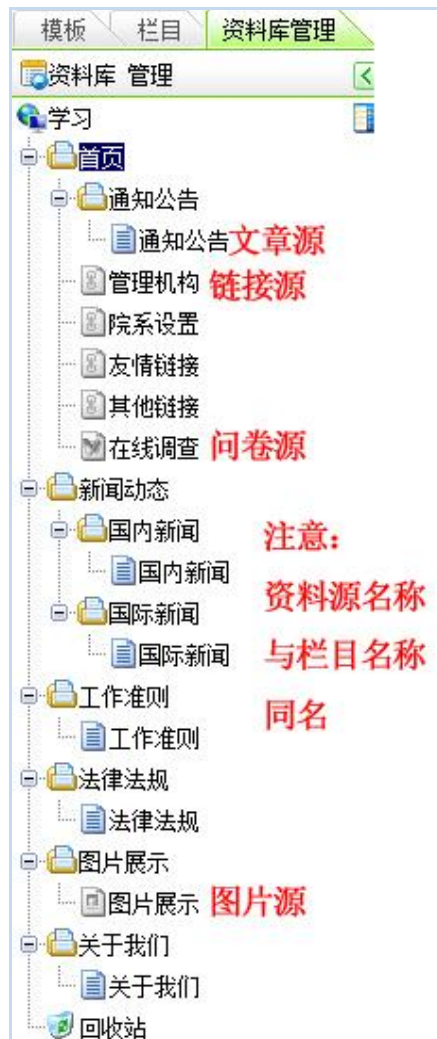 模板 栏目 资料库管理
资料库 管理
学习
首页
通知公告
通知公告 文章源
管理机构 链接源
院系设置
友情链接
其他链接
在线调查 问卷源
新闻动态
国内新闻 注意：
国内新闻
资料源名称
国际新闻
国际新闻 与栏目名称
工作准则
同名
工作准则
法律法规
法律法规
图片展示
图片展示 图片源
关于我们
关于我们
回收站